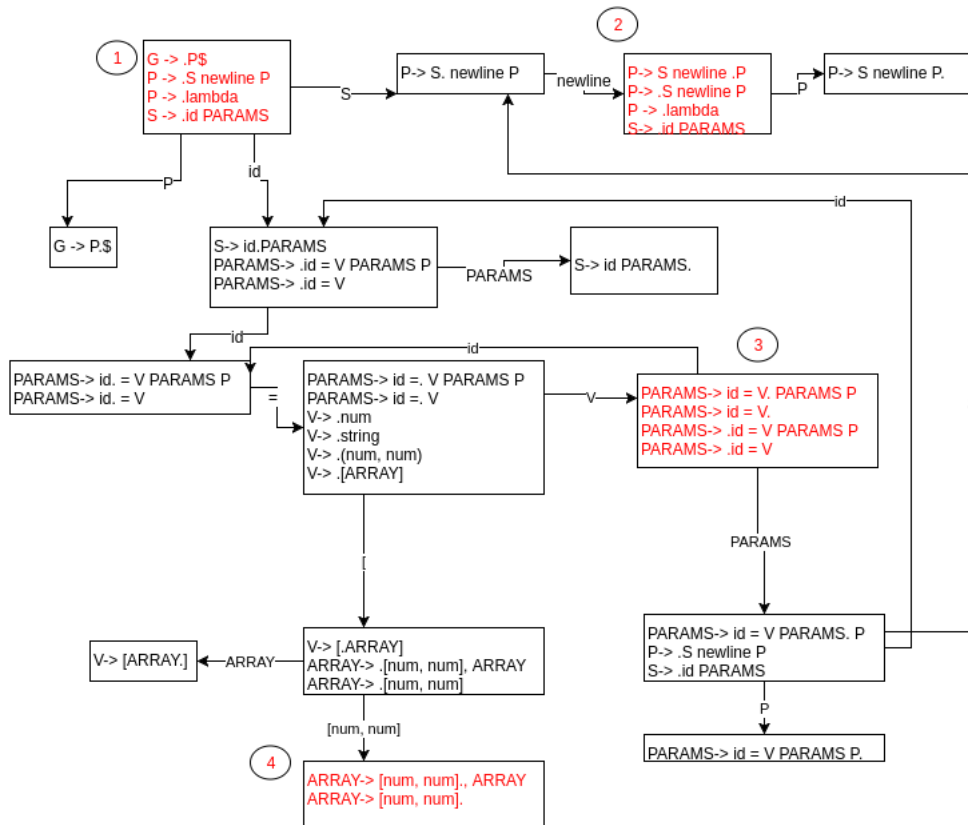 1
G -> .P$
P -> .S newline P
P -> .lambda
S -> .id PARAMS
S
P-> S. newline P
newline
2
P-> S newline .P
P-> .S newline P
P -> .lambda
S-> .id PARAMS
P
P-> S newline P.
P
id
id
G -> P.$
S-> id.PARAMS
PARAMS-> .id = V PARAMS P
PARAMS-> .id = V
PARAMS
S-> id PARAMS.
id
id
3
PARAMS-> id. = V PARAMS P
PARAMS-> id. = V
=
PARAMS-> id =. V PARAMS P
PARAMS-> id =. V
V-> .num
V-> .string
V-> .(num, num)
V-> .[ARRAY]
V
PARAMS-> id = V. PARAMS P
PARAMS-> id = V.
PARAMS-> .id = V PARAMS P
PARAMS-> .id = V
[
PARAMS
V-> [ARRAY.]
ARRAY
V-> [.ARRAY]
ARRAY-> .[num, num], ARRAY
ARRAY-> .[num, num]
PARAMS-> id = V PARAMS. P
P-> .S newline P
S-> .id PARAMS
[num, num]
P
4
ARRAY-> [num, num]., ARRAY
ARRAY-> [num, num].
PARAMS-> id = V PARAMS P.